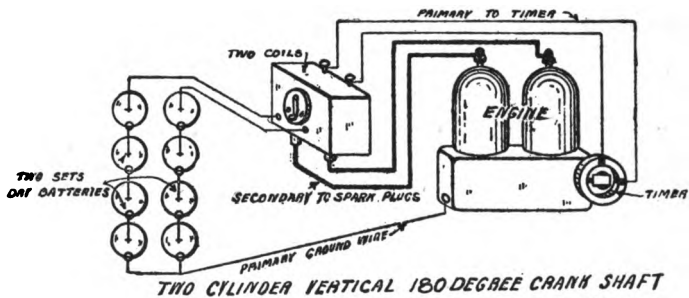 PRIMARY TO TIMER
TWO COILS
ENGINE
TWO SETS
DRY BATTERIES
SECONDARY TO SPARK PLUGS
TIMER
PRIMARY GROUND WIRE
TWO CYLINDER VERTICAL 180 DEGREE CRANK SHAFT